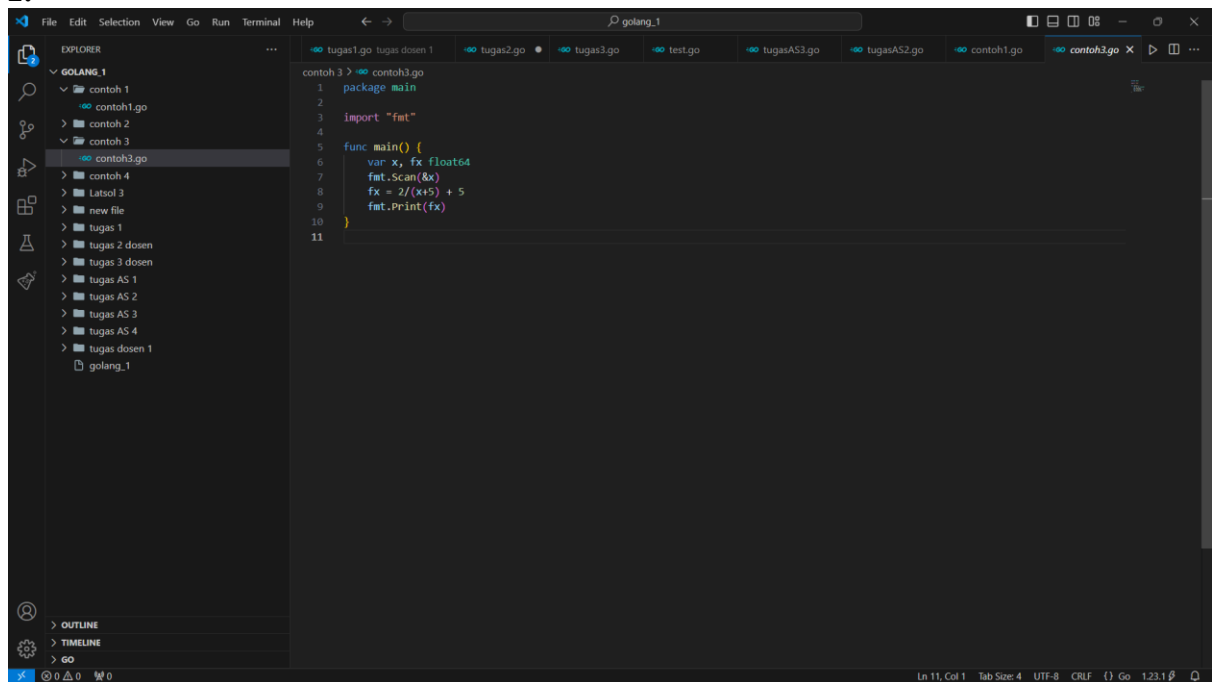 File Edit Selection View Go Run Terminal Help
golang_1
EXPLORER
tugas1.go tugas dosen 1
tugas2.go
tugas3.go
test.go
tugasAS3.go
tugasAS2.go
contoh1.go
contoh3.go
GOLANG_1
contoh 1
contoh1.go
contoh 2
contoh 3
contoh3.go
contoh 4
Latsol 3
new file
tugas 1
tugas 2 dosen
tugas 3 dosen
tugas AS 1
tugas AS 2
tugas AS 3
tugas AS 4
tugas dosen 1
golang_1
OUTLINE
TIMELINE
GO
contoh 3 > contoh3.go
1 package main
2
3 import "fmt"
4
5 func main() {
6 var x, fx float64
7 fmt.Scan(&x)
8 fx = 2/(x+5) + 5
9 fmt.Print(fx)
10 }
11
2
0 0 0
Ln 11, Col 1 Tab Size: 4 UTF-8 CRLF {} Go 1.23.1